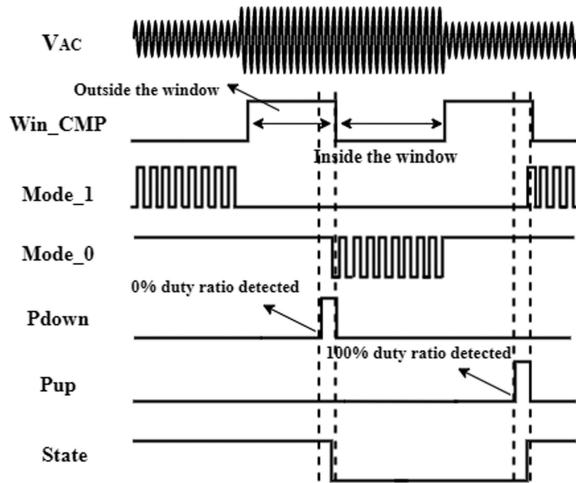 VAC
Outside the window
Win_CMP
Inside the window
Mode_1
Mode_0
0% duty ratio detected
Pdown
100% duty ratio detected
Pup
State